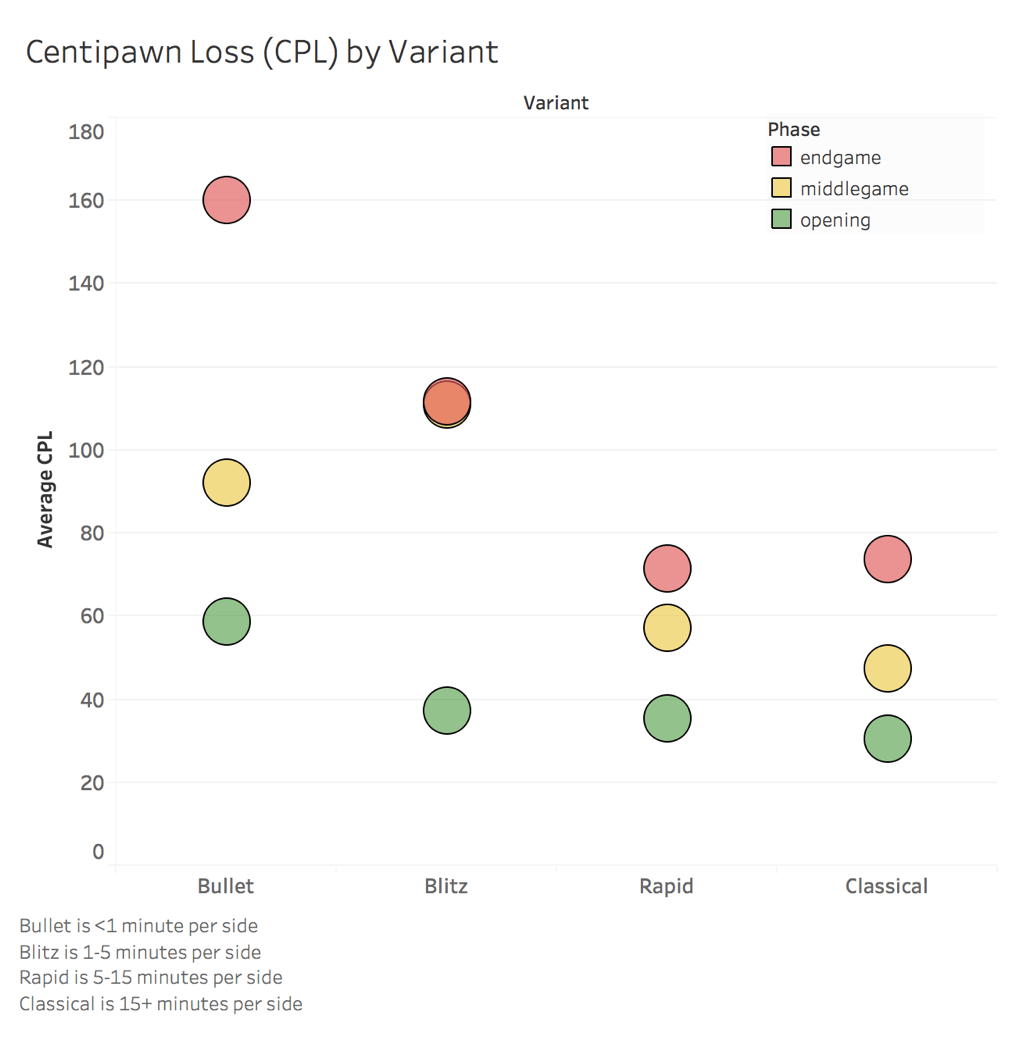 Centipawn Loss (CPL) by Variant
Variant
Phase
endgame
middlegame
opening
Average CPL
180
160
140
120
100
80
60
40
20
0
Bullet Blitz Rapid Classical
Bullet is <1 minute per side
Blitz is 1-5 minutes per side
Rapid is 5-15 minutes per side
Classical is 15+ minutes per side